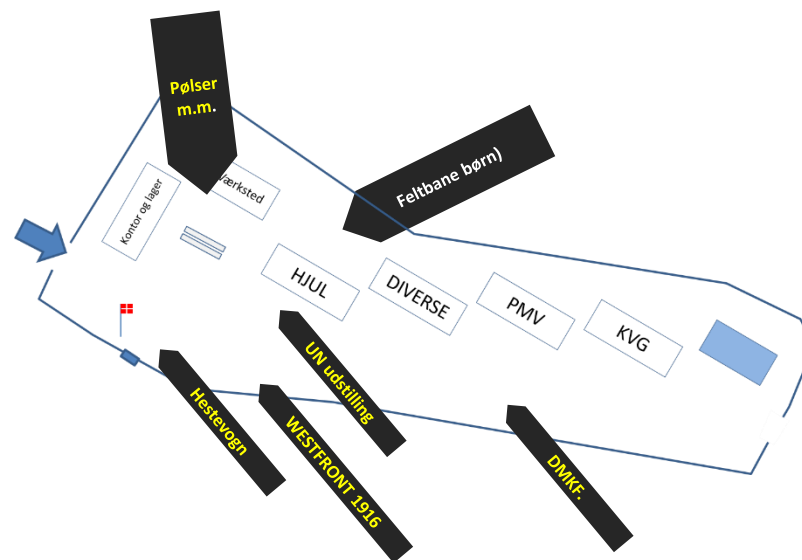 Pølser
m.m.
Feltbane børn)
Kontor og lager
Værksted
HJUL
DIVERSE
PMV
KVG
UN udstilling
Hestevogn
WESTFRONT 1916
DMKF.